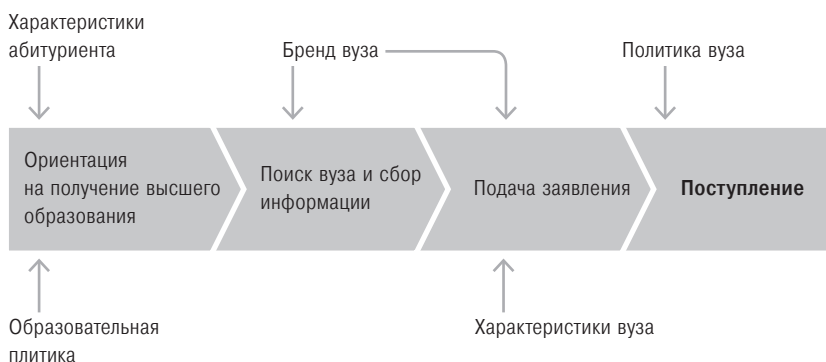 Характеристики
абитуриента
Бренд вуза
Политика вуза
Ориентация
на получение высшего
образования
Поиск вуза и сбор
информации
Подача заявления
Поступление
Образовательная
плитика
Характеристики вуза